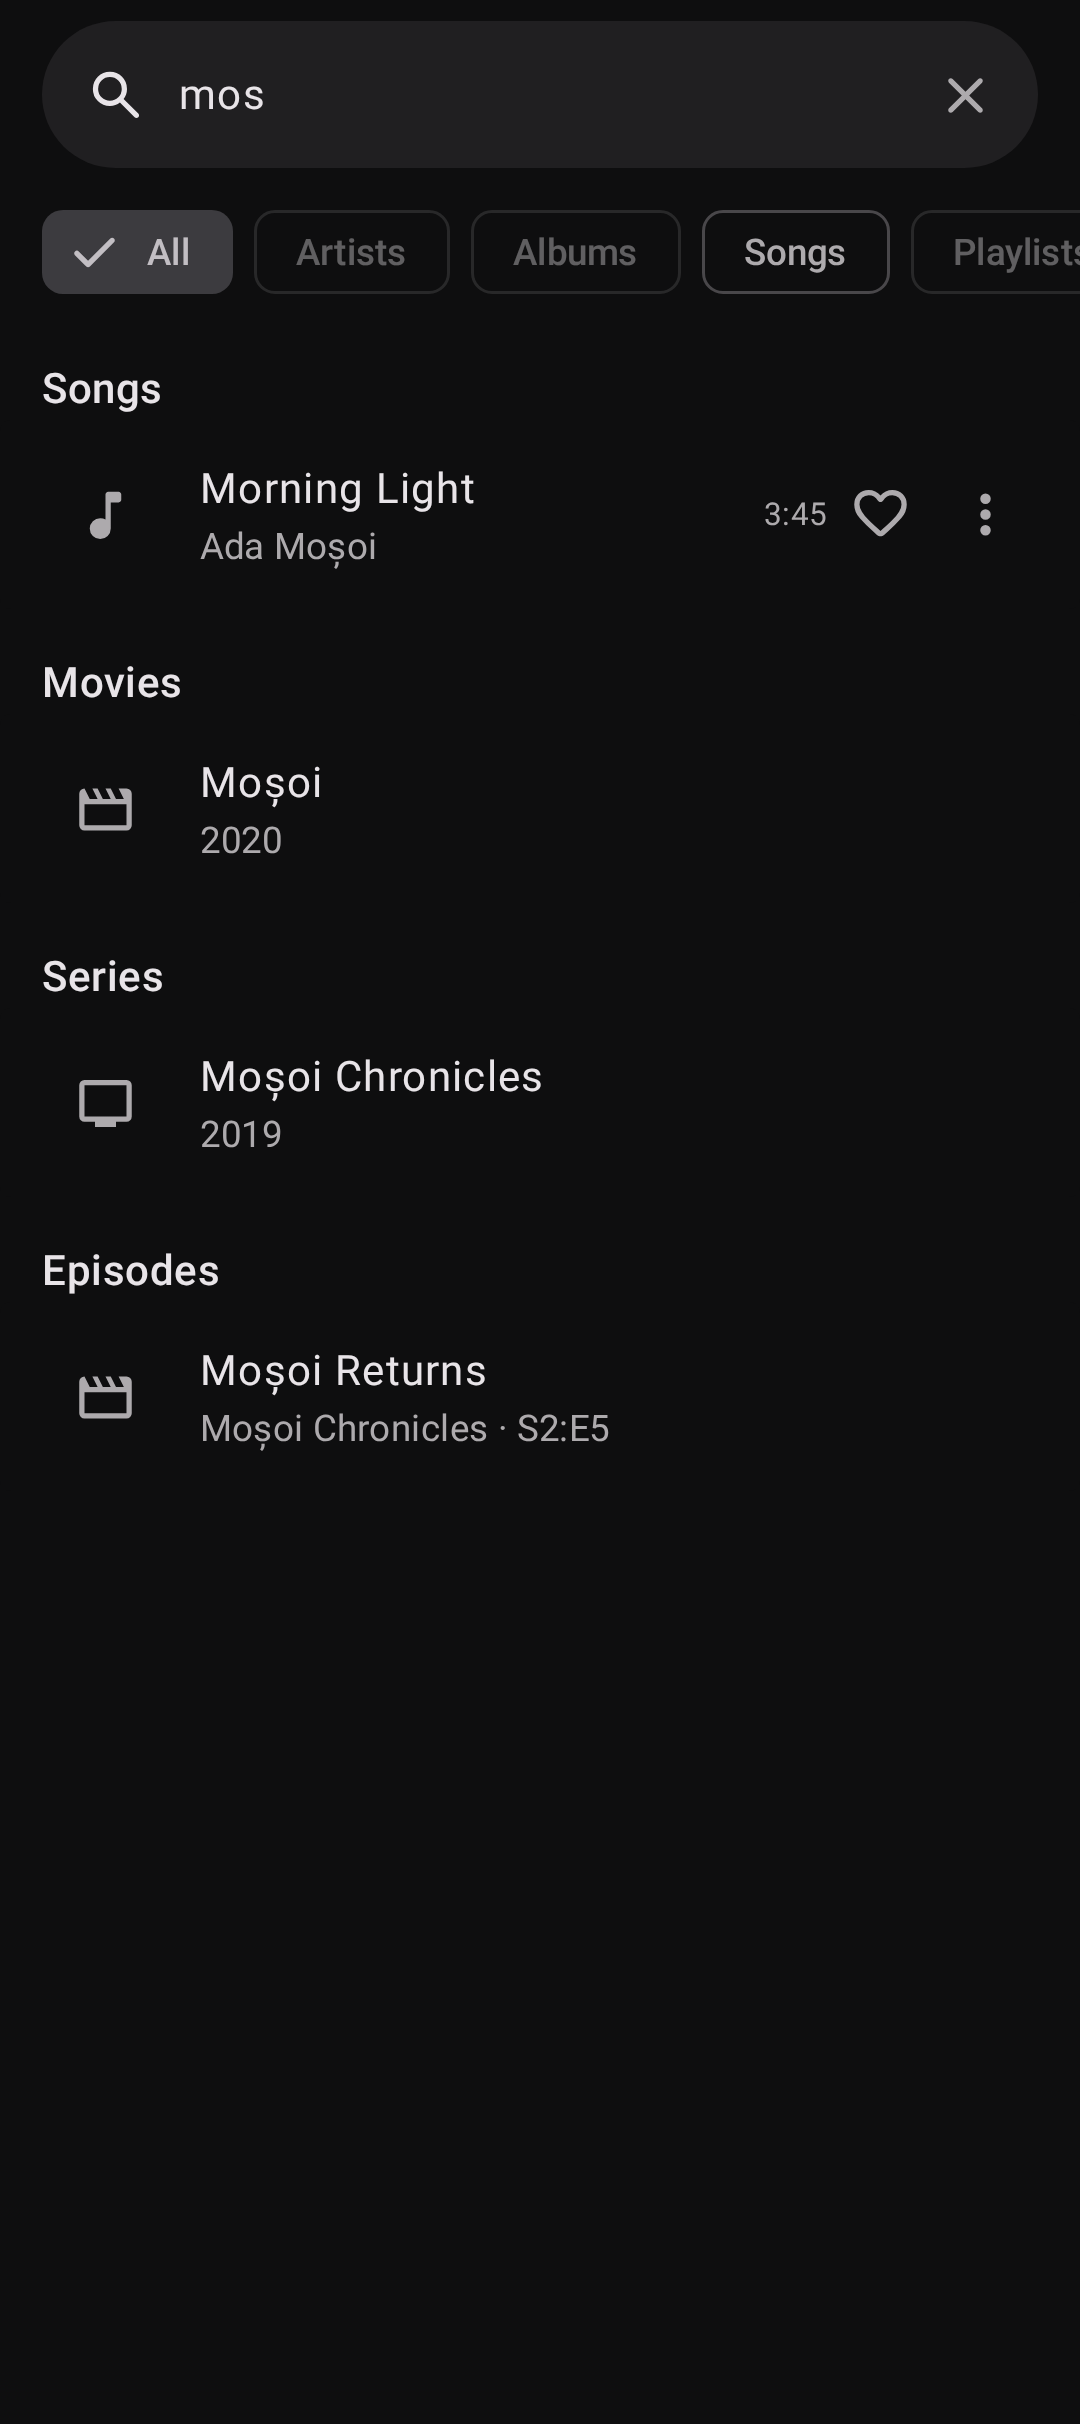 mos
All
Artists
Albums
Songs
Playlists
Songs
Morning Light
Ada Moșoi
3:45
Movies
Moșoi
2020
Series
Moșoi Chronicles
2019
Episodes
Moșoi Returns
Moșoi Chronicles · S2:E5